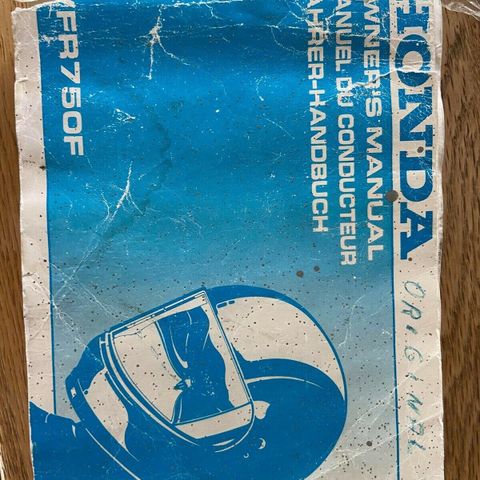 HONDA
OWNER'S MANUAL
MANUEL DU CONDUCTEUR
FAHRER-HANDBUCH
VFR750F
ORIGINAL